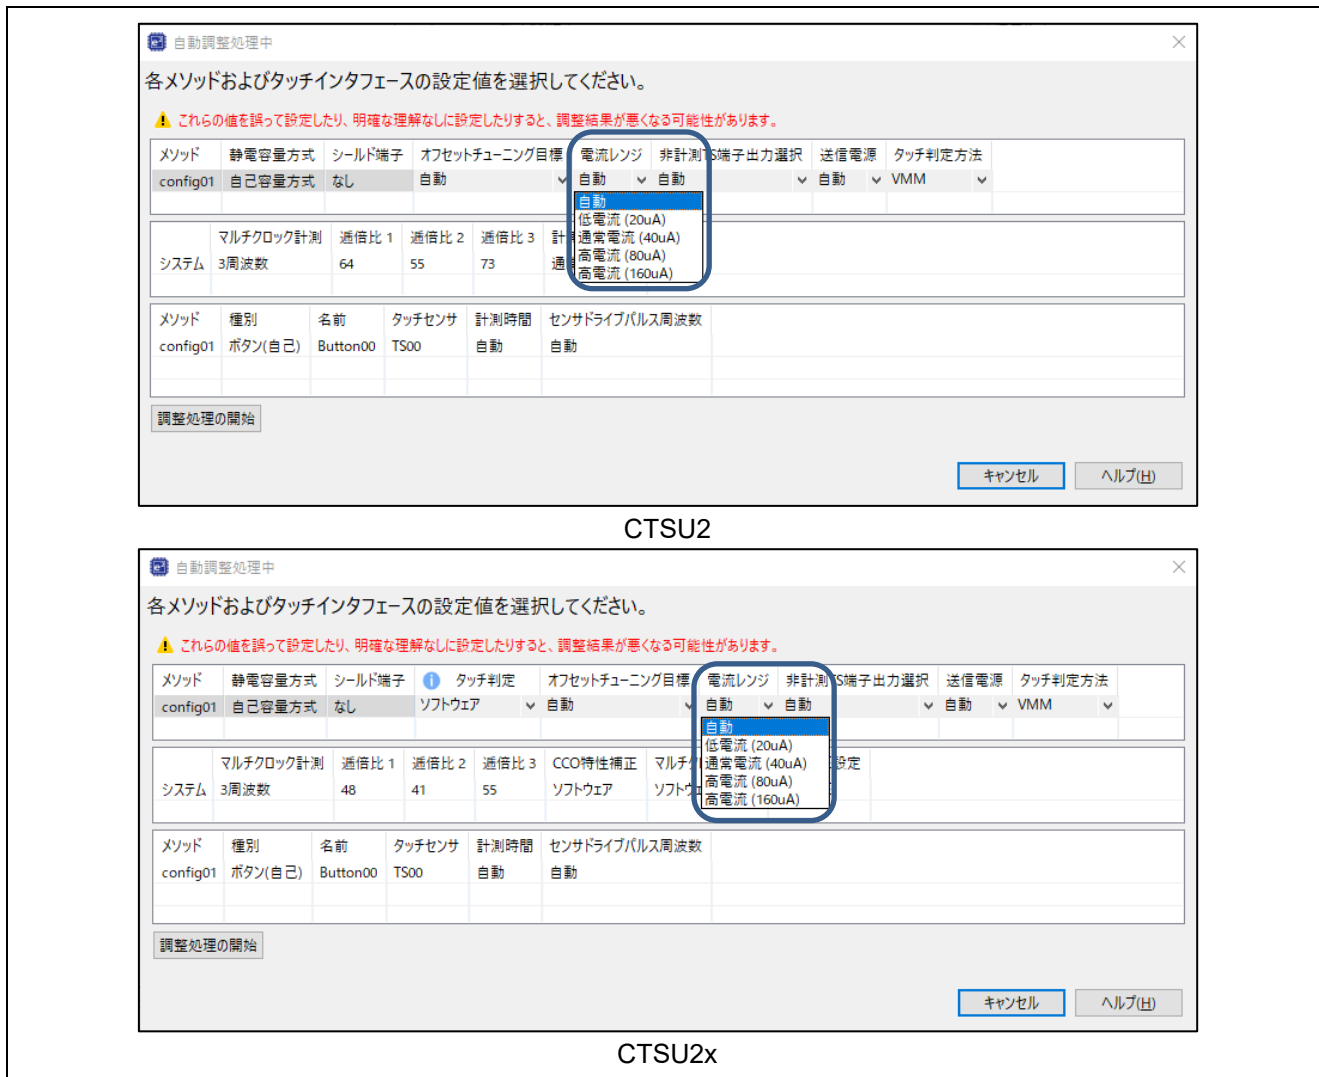 自動調整処理中
各メソッドおよびタッチインタフェースの設定値を選択してください。
これらの値を誤って設定したり、明確な理解なしに設定したりすると、調整結果が悪くなる可能性があります。
メソッド 静電容量方式 シールド端子 オフセットチューニング目標 電流レンジ 非計測TS端子出力選択 送信電源 タッチ判定方法
config01 自己容量方式 なし 自動 自動 自動 自動 VMM
自動
低電流 (20uA)
通常電流 (40uA)
高電流 (80uA)
高電流 (160uA)
マルチクロック計測 逓倍比 1 逓倍比 2 逓倍比 3 計
システム 3周波数 64 55 73 通
メソッド 種別 名前 タッチセンサ 計測時間 センサドライブパルス周波数
config01 ボタン(自己) Button00 TS00 自動 自動
調整処理の開始
キャンセル ヘルプ(H)
CTSU2
自動調整処理中
各メソッドおよびタッチインタフェースの設定値を選択してください。
これらの値を誤って設定したり、明確な理解なしに設定したりすると、調整結果が悪くなる可能性があります。
メソッド 静電容量方式 シールド端子 タッチ判定 オフセットチューニング目標 電流レンジ 非計測TS端子出力選択 送信電源 タッチ判定方法
config01 自己容量方式 なし ソフトウェア 自動 自動 自動 自動 VMM
自動
低電流 (20uA)
通常電流 (40uA)
高電流 (80uA)
高電流 (160uA)
マルチクロック計測 逓倍比 1 逓倍比 2 逓倍比 3 CCO特性補正 マルチク 設定
システム 3周波数 48 41 55 ソフトウェア ソフトウェ
メソッド 種別 名前 タッチセンサ 計測時間 センサドライブパルス周波数
config01 ボタン(自己) Button00 TS00 自動 自動
調整処理の開始
キャンセル ヘルプ(H)
CTSU2x